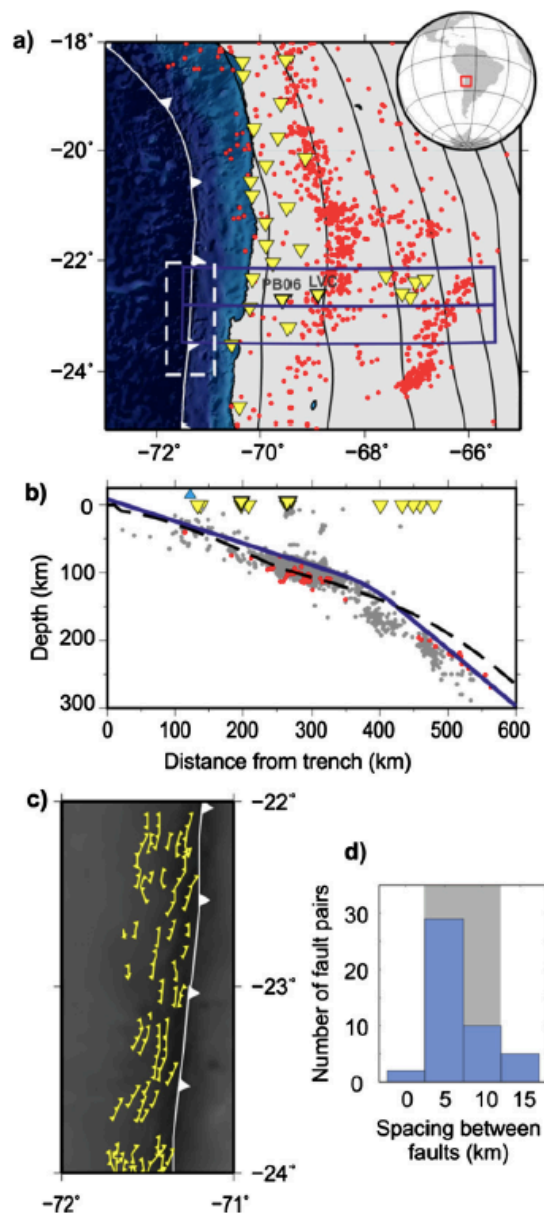 a)
−18°
−20°
−22°
−24°
PB06 LVC
−72° −70° −68° −66°
b)
0
100
200
300
Depth (km)
0 100 200 300 400 500 600
Distance from trench (km)
c)
−22°
−23°
−24°
−72° −71°
d)
30
20
10
0
Number of fault pairs
0 5 10 15
Spacing between
faults (km)